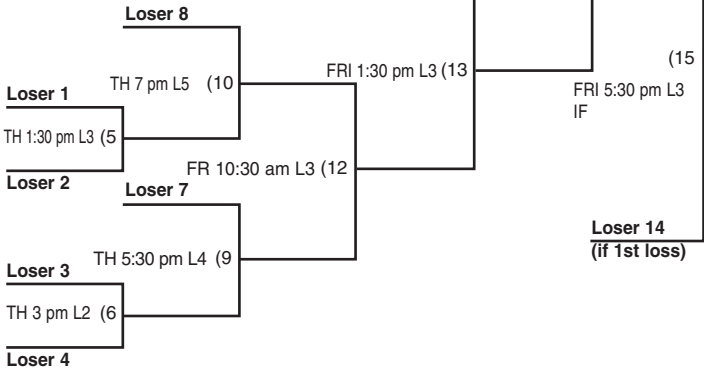 Loser 8
TH 7 pm L5 (10
Loser 1
TH 1:30 pm L3 (5
Loser 2
FRI 1:30 pm L3 (13
(15
FRI 5:30 pm L3
IF
FR 10:30 am L3 (12
Loser 7
TH 5:30 pm L4 (9
Loser 3
TH 3 pm L2 (6
Loser 4
Loser 14
(if 1st loss)